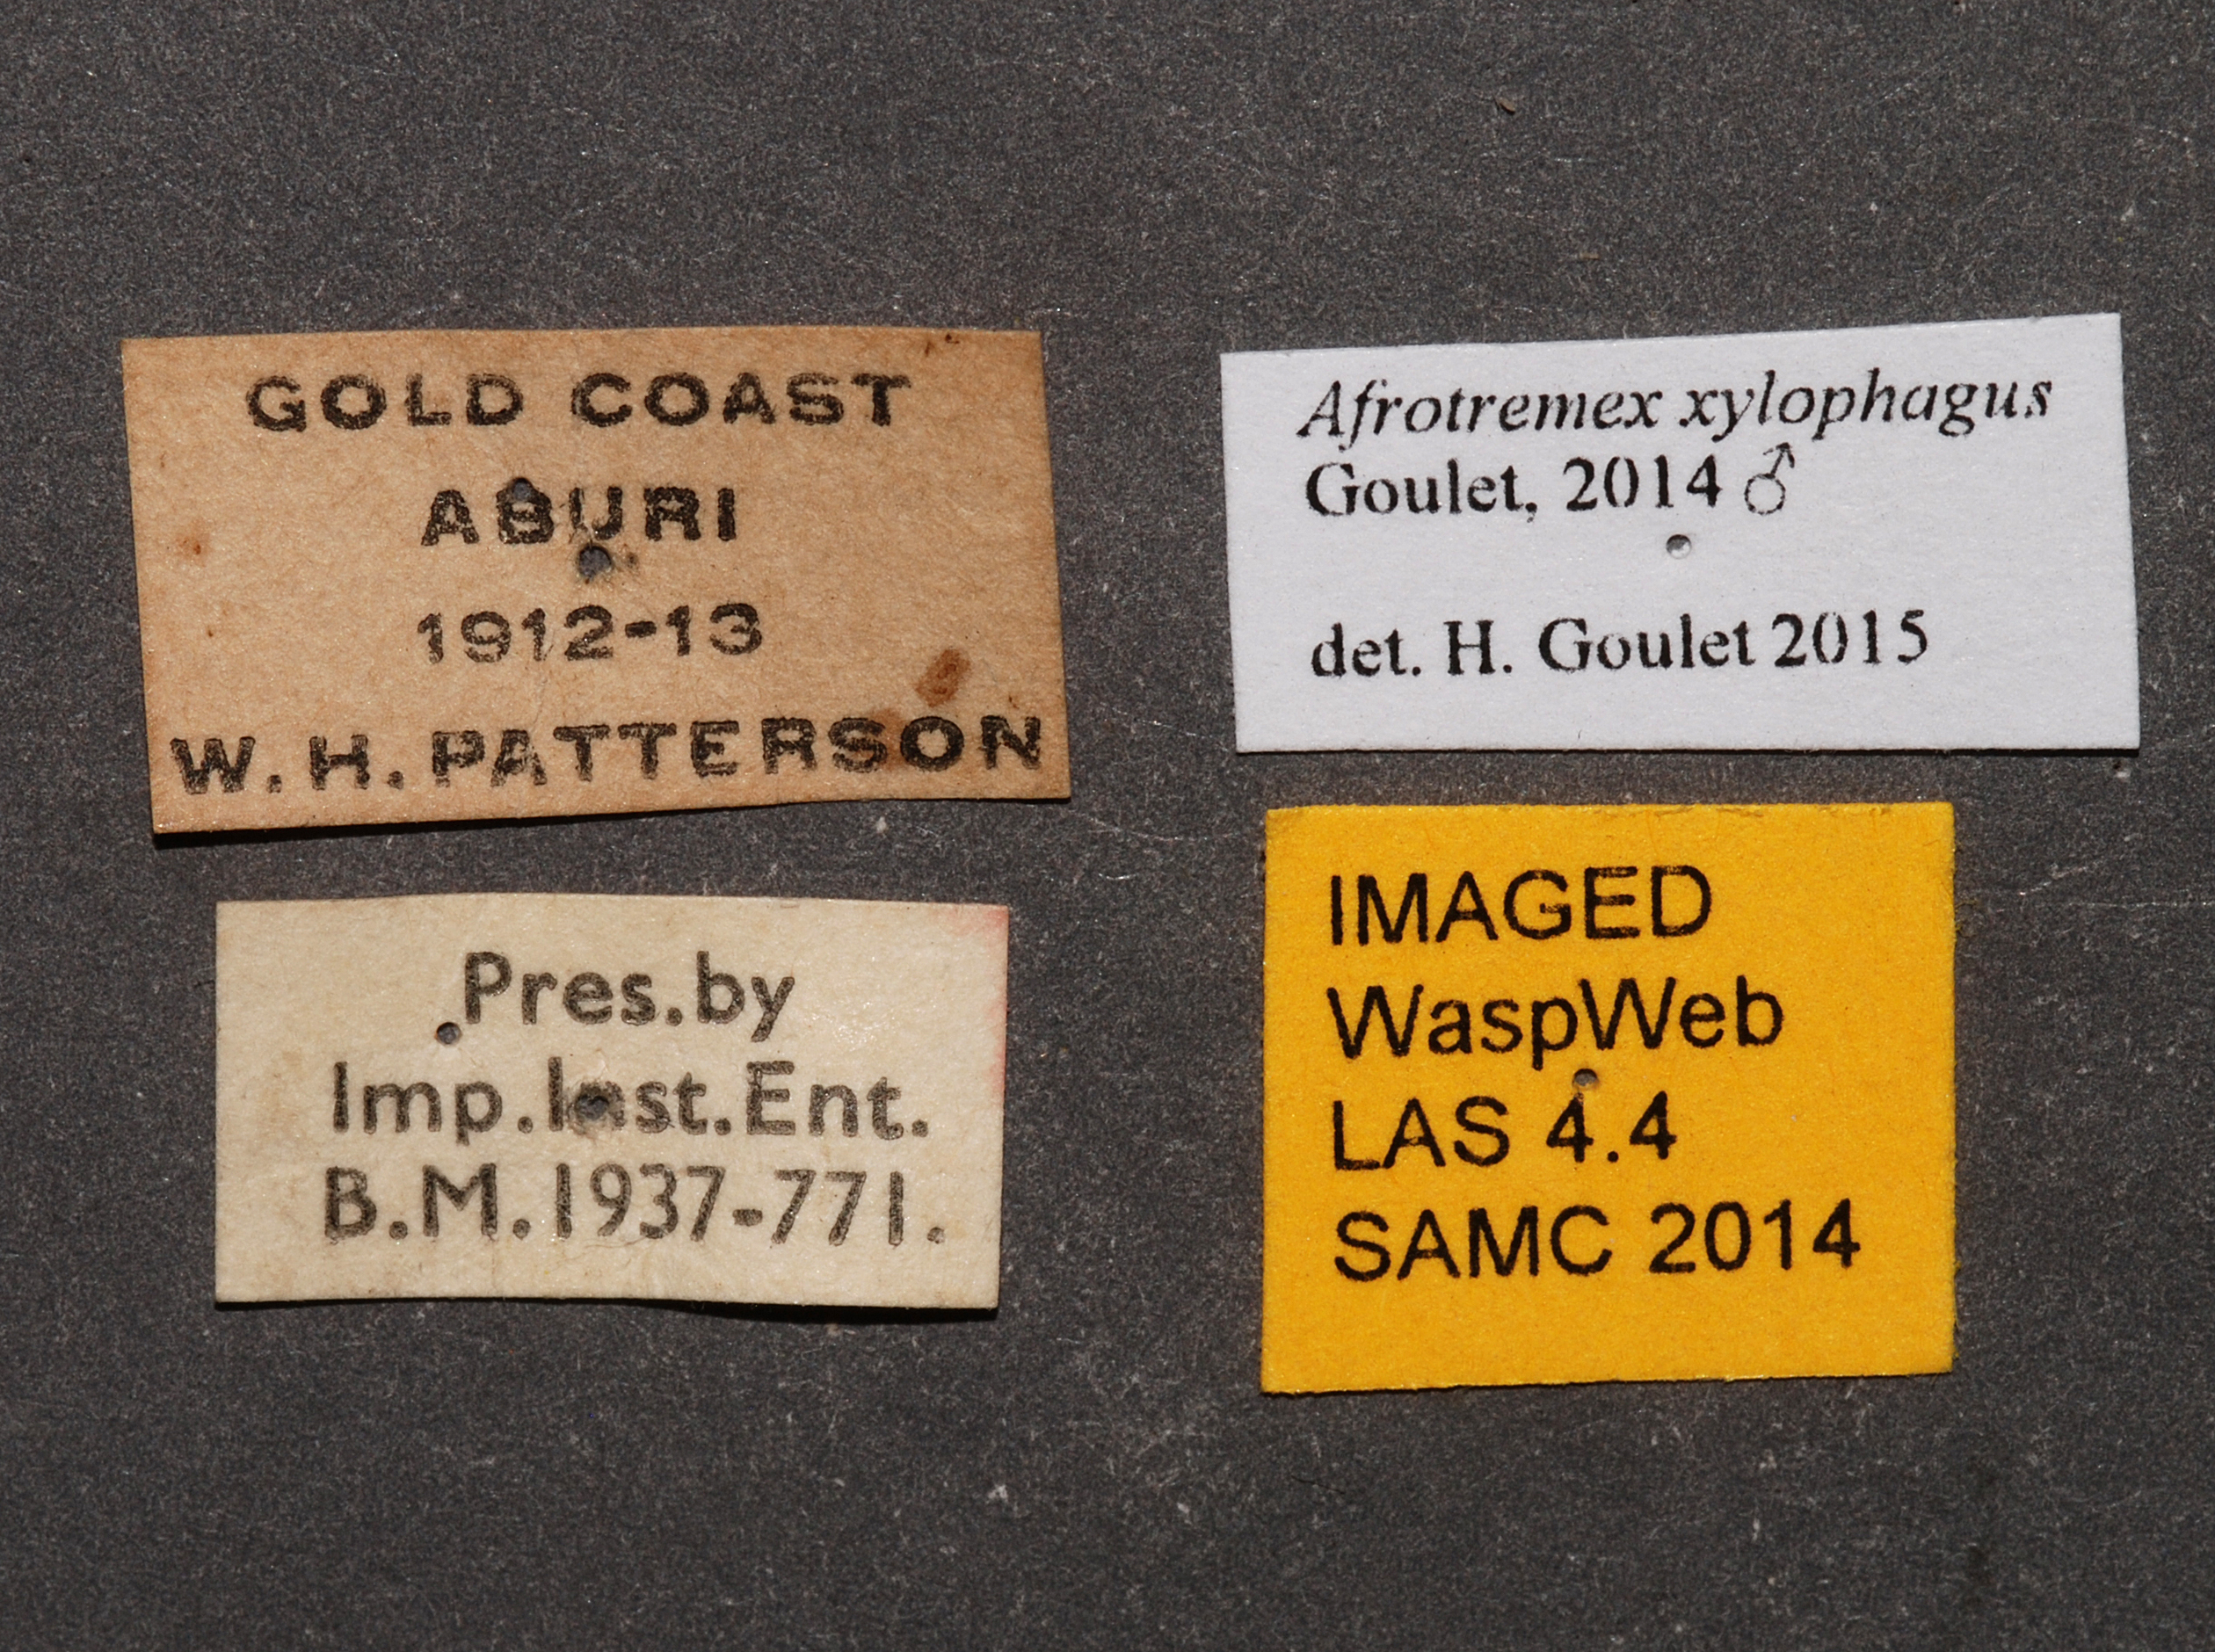 GOLD COAST
ABURI
1912-13
W. H. PATTERSON
Pres.by
Imp.Inst.Ent.
B.M.1937-771.
Afrotremex xylophagus
Goulet, 2014 ♂
det. H. Goulet 2015
IMAGED
WaspWeb
LAS 4.4
SAMC 2014